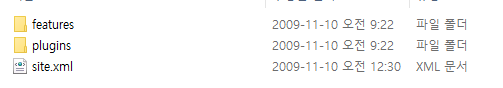 features 2009-11-10 오전 9:22 파일 폴더
plugins 2009-11-10 오전 9:22 파일 폴더
site.xml 2009-11-10 오전 12:30 XML 문서